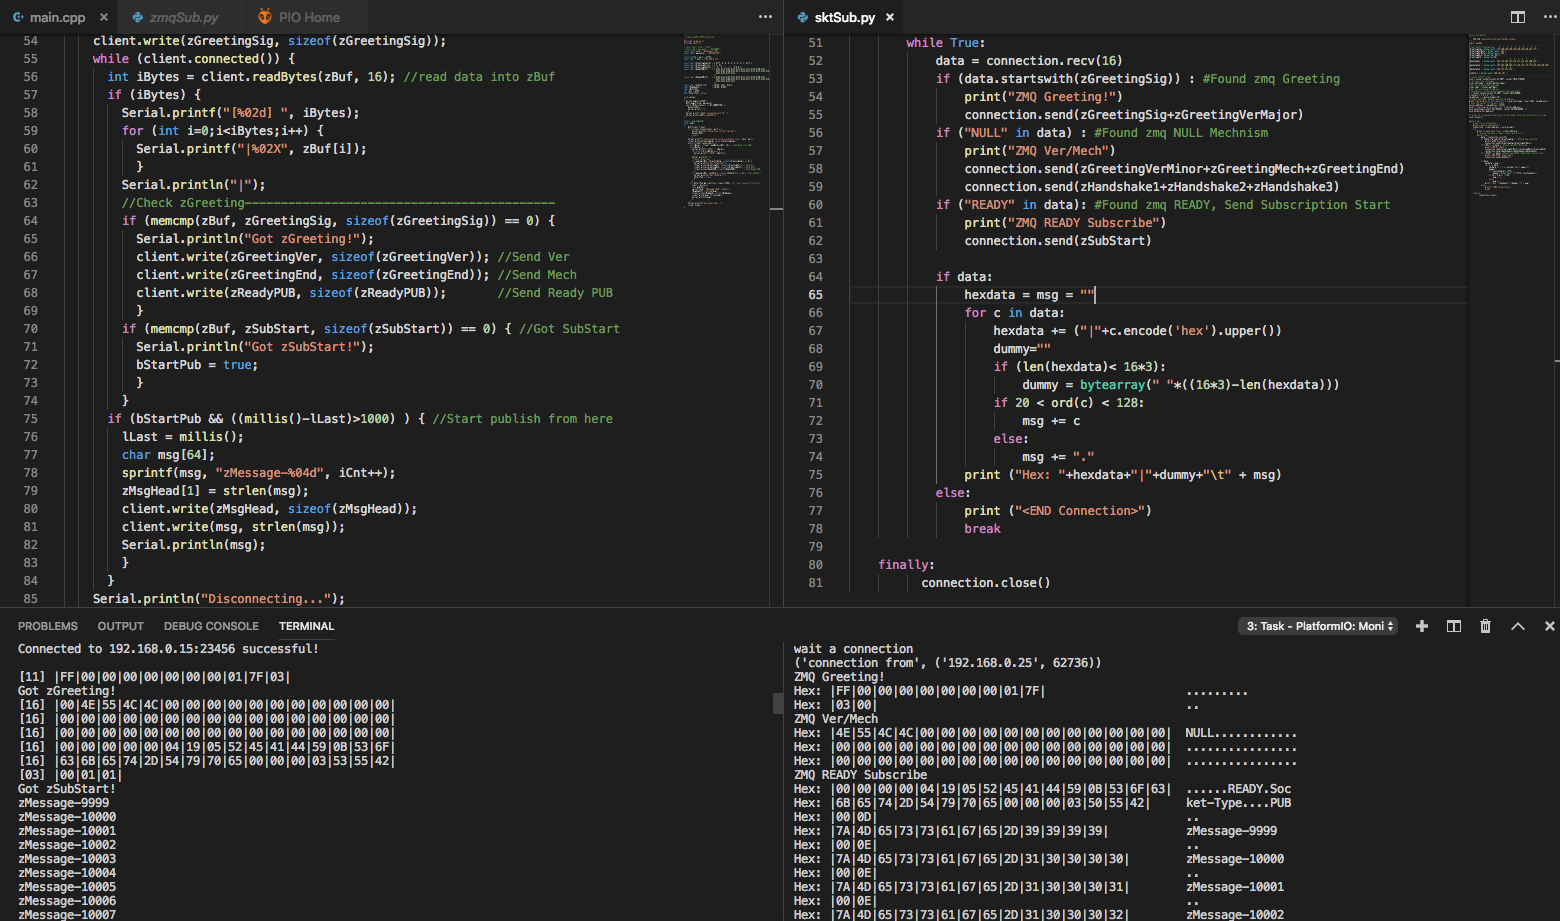 main.cpp × zmqSub.py PIO Home ···
54 client.write(zGreetingSig, sizeof(zGreetingSig));
55 while (client.connected()) {
56 int iBytes = client.readBytes(zBuf, 16); //read data into zBuf
57 if (iBytes) {
58 Serial.printf("[%02d] ", iBytes);
59 for (int i=0;i<iBytes;i++) {
60 Serial.printf("|%02X", zBuf[i]);
61 }
62 Serial.println("|");
63 //Check zGreeting-------------------------------------------
64 if (memcmp(zBuf, zGreetingSig, sizeof(zGreetingSig)) == 0) {
65 Serial.println("Got zGreeting!");
66 client.write(zGreetingVer, sizeof(zGreetingVer)); //Send Ver
67 client.write(zGreetingEnd, sizeof(zGreetingEnd)); //Send Mech
68 client.write(zReadyPUB, sizeof(zReadyPUB)); //Send Ready PUB
69 }
70 if (memcmp(zBuf, zSubStart, sizeof(zSubStart)) == 0) { //Got SubStart
71 Serial.println("Got zSubStart!");
72 bStartPub = true;
73 }
74 }
75 if (bStartPub && ((millis()-lLast)>1000) ) { //Start publish from here
76 lLast = millis();
77 char msg[64];
78 sprintf(msg, "zMessage-%04d", iCnt++);
79 zMsgHead[1] = strlen(msg);
80 client.write(zMsgHead, sizeof(zMsgHead));
81 client.write(msg, strlen(msg));
82 Serial.println(msg);
83 }
84 }
85 Serial.println("Disconnecting...");
sktSub.py × ···
51 while True:
52 data = connection.recv(16)
53 if (data.startswith(zGreetingSig)) : #Found zmq Greeting
54 print("ZMQ Greeting!")
55 connection.send(zGreetingSig+zGreetingVerMajor)
56 if ("NULL" in data) : #Found zmq NULL Mechnism
57 print("ZMQ Ver/Mech")
58 connection.send(zGreetingVerMinor+zGreetingMech+zGreetingEnd)
59 connection.send(zHandshake1+zHandshake2+zHandshake3)
60 if ("READY" in data): #Found zmq READY, Send Subscription Start
61 print("ZMQ READY Subscribe")
62 connection.send(zSubStart)
63
64 if data:
65 hexdata = msg = ""
66 for c in data:
67 hexdata += ("|"+c.encode('hex').upper())
68 dummy=""
69 if (len(hexdata)< 16*3):
70 dummy = bytearray(" "*((16*3)-len(hexdata)))
71 if 20 < ord(c) < 128:
72 msg += c
73 else:
74 msg += "."
75 print ("Hex: "+hexdata+"|"+dummy+"\t" + msg)
76 else:
77 print ("<END Connection>")
78 break
79
80 finally:
81 connection.close()
PROBLEMS OUTPUT DEBUG CONSOLE TERMINAL 3: Task - PlatformIO: Moni
Connected to 192.168.0.15:23456 successful!
[11] |FF|00|00|00|00|00|00|00|01|7F|03|
Got zGreeting!
[16] |00|4E|55|4C|4C|00|00|00|00|00|00|00|00|00|00|00|
[16] |00|00|00|00|00|00|00|00|00|00|00|00|00|00|00|00|
[16] |00|00|00|00|00|00|00|00|00|00|00|00|00|00|00|00|
[16] |00|00|00|00|00|04|19|05|52|45|41|44|59|0B|53|6F|
[16] |63|6B|65|74|2D|54|79|70|65|00|00|00|03|53|55|42|
[03] |00|01|01|
Got zSubStart!
zMessage-9999
zMessage-10000
zMessage-10001
zMessage-10002
zMessage-10003
zMessage-10004
zMessage-10005
zMessage-10006
zMessage-10007
wait a connection
('connection from', ('192.168.0.25', 62736))
ZMQ Greeting!
Hex: |FF|00|00|00|00|00|00|00|01|7F| .........
Hex: |03|00| ..
ZMQ Ver/Mech
Hex: |4E|55|4C|4C|00|00|00|00|00|00|00|00|00|00|00|00| NULL............
Hex: |00|00|00|00|00|00|00|00|00|00|00|00|00|00|00|00| ................
Hex: |00|00|00|00|00|00|00|00|00|00|00|00|00|00|00|00| ................
ZMQ READY Subscribe
Hex: |00|00|00|00|04|19|05|52|45|41|44|59|0B|53|6F|63| ......READY.Soc
Hex: |6B|65|74|2D|54|79|70|65|00|00|00|03|50|55|42| ket-Type....PUB
Hex: |00|0D| ..
Hex: |7A|4D|65|73|73|61|67|65|2D|39|39|39|39| zMessage-9999
Hex: |00|0E| ..
Hex: |7A|4D|65|73|73|61|67|65|2D|31|30|30|30|30| zMessage-10000
Hex: |00|0E| ..
Hex: |7A|4D|65|73|73|61|67|65|2D|31|30|30|30|31| zMessage-10001
Hex: |00|0E| ..
Hex: |7A|4D|65|73|73|61|67|65|2D|31|30|30|30|32| zMessage-10002